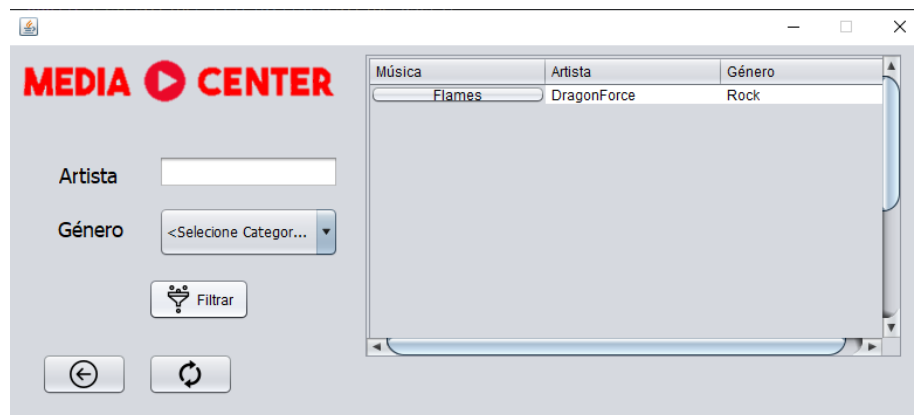 MEDIA CENTER
Artista
Género
<Selecione Categor...
Filtrar
Música Artista Género
Flames DragonForce Rock